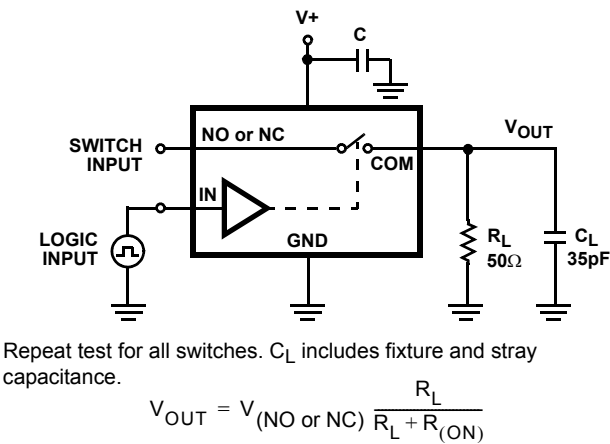 V+
C
SWITCH
INPUT
NO or NC
COM
VOUT
IN
LOGIC
INPUT
GND
RL
50Ω
CL
35pF
Repeat test for all switches. CL includes fixture and stray
capacitance.
VOUT = V(NO or NC) RL / RL + R(ON)